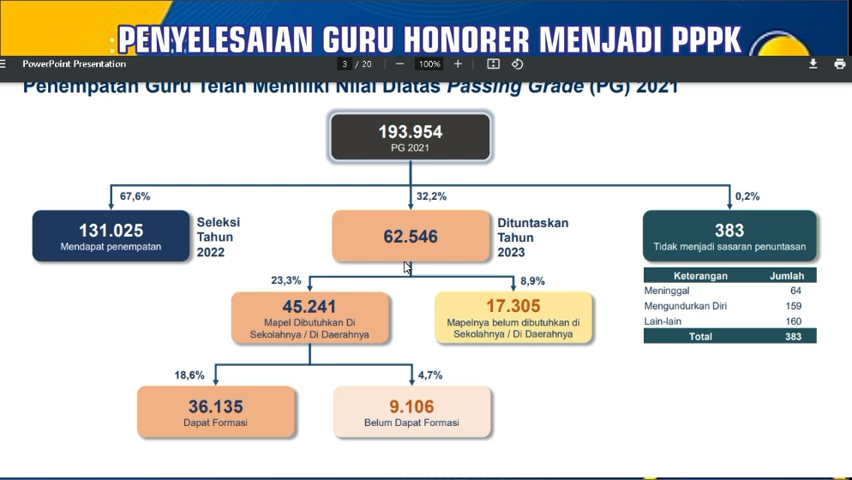 PENYELESAIAN GURU HONORER MENJADI PPPK
PowerPoint Presentation
3 / 20
100%
Penempatan Guru Telah Memiliki Nilai Diatas Passing Grade (PG) 2021
193.954
PG 2021
67,6%
32,2%
0,2%
131.025
Mendapat penempatan
Seleksi
Tahun
2022
62.546
Dituntaskan
Tahun
2023
383
Tidak menjadi sasaran penuntasan
Keterangan Jumlah
Meninggal 64
Mengundurkan Diri 159
Lain-lain 160
Total 383
23,3%
8,9%
45.241
Mapel Dibutuhkan Di
Sekolahnya / Di Daerahnya
17.305
Mapelnya belum dibutuhkan di
Sekolahnya / Di Daerahnya
18,6%
4,7%
36.135
Dapat Formasi
9.106
Belum Dapat Formasi